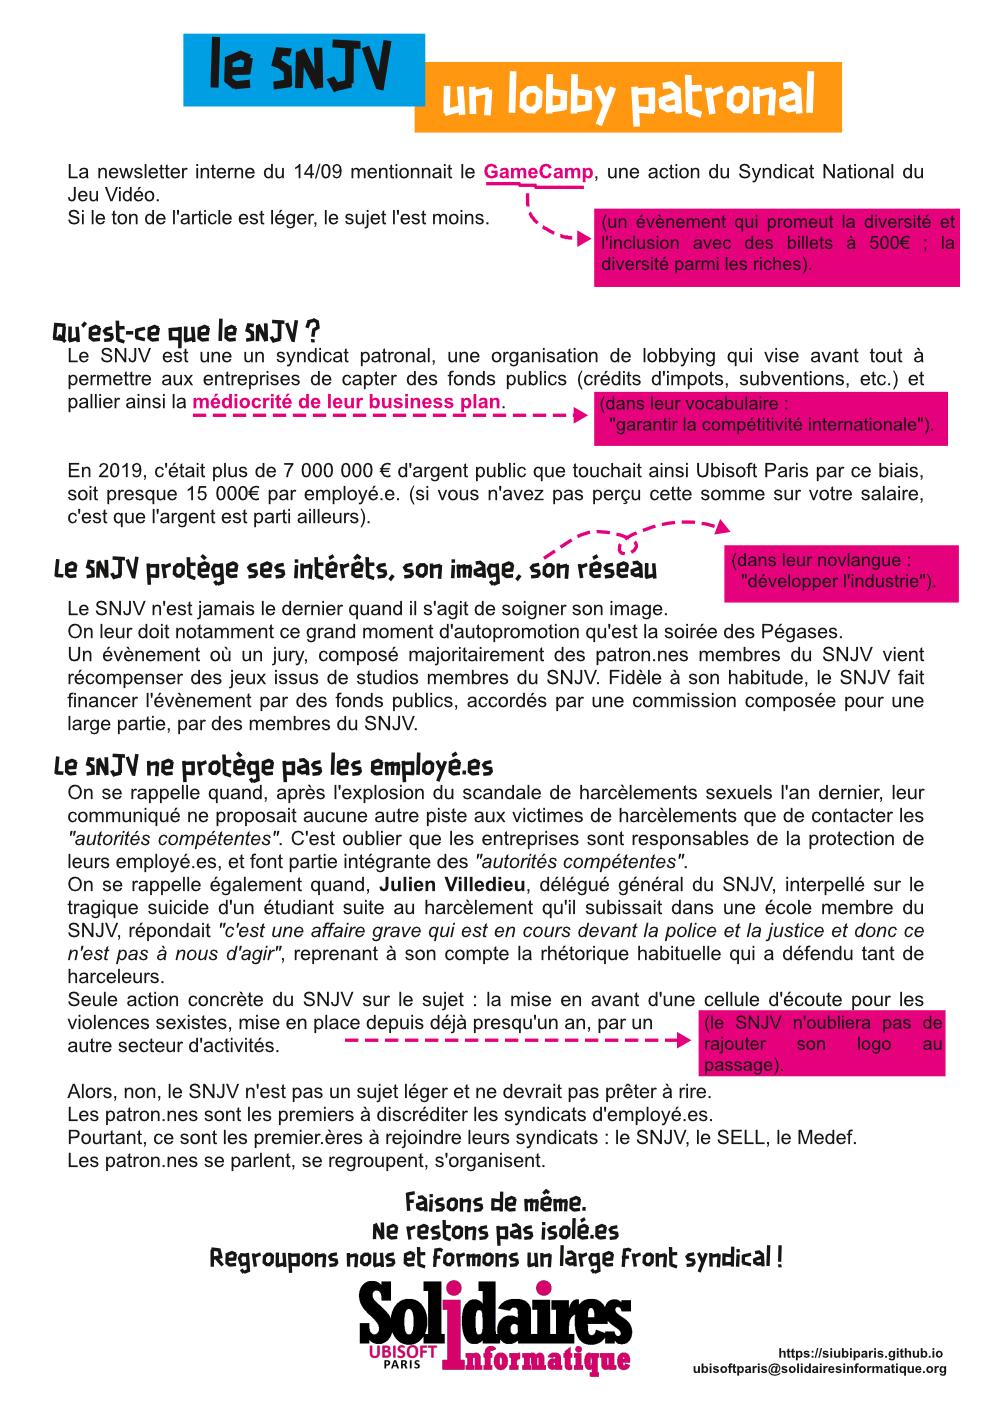 le SNJV
un lobby patronal
La newsletter interne du 14/09 mentionnait le GameCamp, une action du Syndicat National du
Jeu Vidéo.
Si le ton de l'article est léger, le sujet l'est moins.
(un évènement qui promeut la diversité et
l'inclusion avec des billets à 500€ ; la
diversité parmi les riches).
Qu'est-ce que le SNJV ?
Le SNJV est une un syndicat patronal, une organisation de lobbying qui vise avant tout à
permettre aux entreprises de capter des fonds publics (crédits d'impots, subventions, etc.) et
pallier ainsi la médiocrité de leur business plan.
(dans leur vocabulaire :
"garantir la compétitivité internationale").
En 2019, c'était plus de 7 000 000 € d'argent public que touchait ainsi Ubisoft Paris par ce biais,
soit presque 15 000€ par employé.e. (si vous n'avez pas perçu cette somme sur votre salaire,
c'est que l'argent est parti ailleurs).
Le SNJV protège ses intérêts, son image, son réseau
(dans leur novlangue :
"développer l'industrie").
Le SNJV n'est jamais le dernier quand il s'agit de soigner son image.
On leur doit notamment ce grand moment d'autopromotion qu'est la soirée des Pégases.
Un évènement où un jury, composé majoritairement des patron.nes membres du SNJV vient
récompenser des jeux issus de studios membres du SNJV. Fidèle à son habitude, le SNJV fait
financer l'évènement par des fonds publics, accordés par une commission composée pour une
large partie, par des membres du SNJV.
Le SNJV ne protège pas les employé.es
On se rappelle quand, après l'explosion du scandale de harcèlements sexuels l'an dernier, leur
communiqué ne proposait aucune autre piste aux victimes de harcèlements que de contacter les
"autorités compétentes". C'est oublier que les entreprises sont responsables de la protection de
leurs employé.es, et font partie intégrante des "autorités compétentes".
On se rappelle également quand, Julien Villedieu, délégué général du SNJV, interpellé sur le
tragique suicide d'un étudiant suite au harcèlement qu'il subissait dans une école membre du
SNJV, répondait "c'est une affaire grave qui est en cours devant la police et la justice et donc ce
n'est pas à nous d'agir", reprenant à son compte la rhétorique habituelle qui a défendu tant de
harceleurs.
Seule action concrète du SNJV sur le sujet : la mise en avant d'une cellule d'écoute pour les
violences sexistes, mise en place depuis déjà presqu'un an, par un
autre secteur d'activités.
(le SNJV n'oubliera pas de
rajouter son logo au
passage).
Alors, non, le SNJV n'est pas un sujet léger et ne devrait pas prêter à rire.
Les patron.nes sont les premiers à discréditer les syndicats d'employé.es.
Pourtant, ce sont les premier.ères à rejoindre leurs syndicats : le SNJV, le SELL, le Medef.
Les patron.nes se parlent, se regroupent, s'organisent.
Faisons de même.
Ne restons pas isolé.es
Regroupons nous et formons un large front syndical !
Solidaires
Informatique
UBISOFT
PARIS
https://siubiparis.github.io
ubisoftparis@solidairesinformatique.org